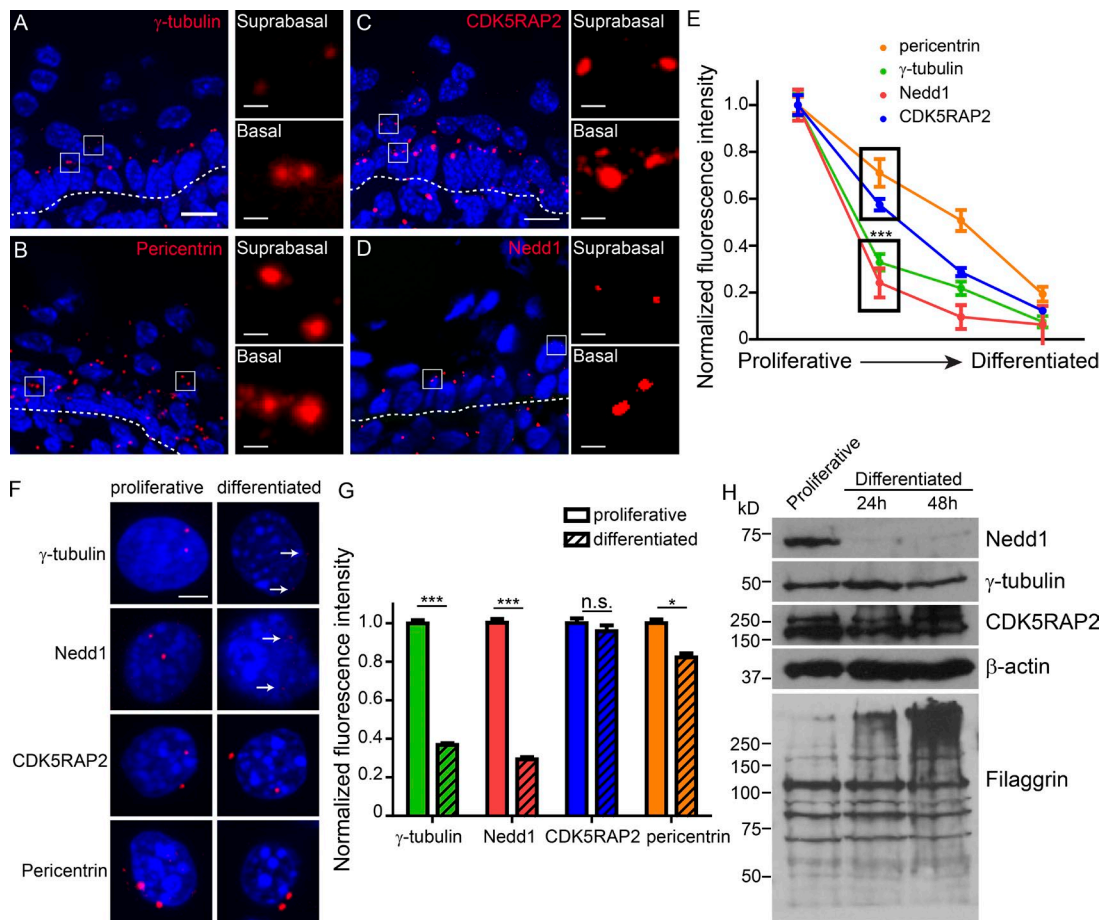 A
γ-tubulin
Suprabasal
Basal
C
CDK5RAP2
Suprabasal
Basal
B
Pericentrin
Suprabasal
Basal
D
Nedd1
Suprabasal
Basal
E
pericentrin
γ-tubulin
Nedd1
CDK5RAP2
Normalized fluorescence intensity
1.0
0.8
0.6
0.4
0.2
0
***
Proliferative
Differentiated
F
proliferative
differentiated
γ-tubulin
Nedd1
CDK5RAP2
Pericentrin
G
proliferative
differentiated
Normalized fluorescence intensity
1.0
0.8
0.6
0.4
0.2
0
***
***
n.s.
*
γ-tubulin
Nedd1
CDK5RAP2
pericentrin
H
kD
Proliferative
Differentiated
24h
48h
75
Nedd1
50
γ-tubulin
250
150
CDK5RAP2
37
β-actin
250
150
100
75
50
Filaggrin